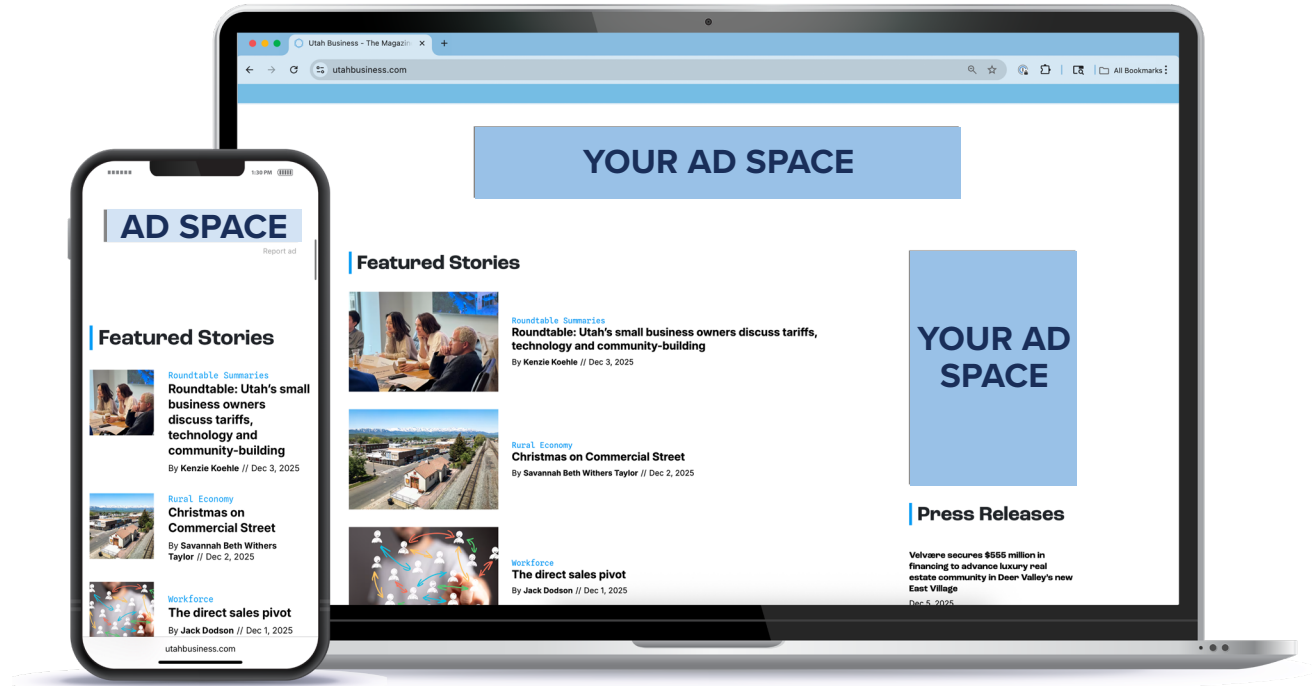 Utah Business - The Magazin
utahbusiness.com
All Bookmarks
YOUR AD SPACE
Featured Stories
Roundtable Summaries
Roundtable: Utah’s small business owners discuss tariffs,
technology and community-building
By Kenzie Koehle // Dec 3, 2025
Rural Economy
Christmas on Commercial Street
By Savannah Beth Withers Taylor // Dec 2, 2025
Workforce
The direct sales pivot
By Jack Dodson // Dec 1, 2025
YOUR AD
SPACE
Press Releases
Velvære secures $555 million in
financing to advance luxury real
estate community in Deer Valley’s new
East Village
Dec 5, 2025
1:30 PM
AD SPACE
Report ad
Featured Stories
Roundtable Summaries
Roundtable: Utah’s small
business owners
discuss tariffs,
technology and
community-building
By Kenzie Koehle // Dec 3, 2025
Rural Economy
Christmas on
Commercial Street
By Savannah Beth Withers
Taylor // Dec 2, 2025
Workforce
The direct sales pivot
By Jack Dodson // Dec 1, 2025
utahbusiness.com